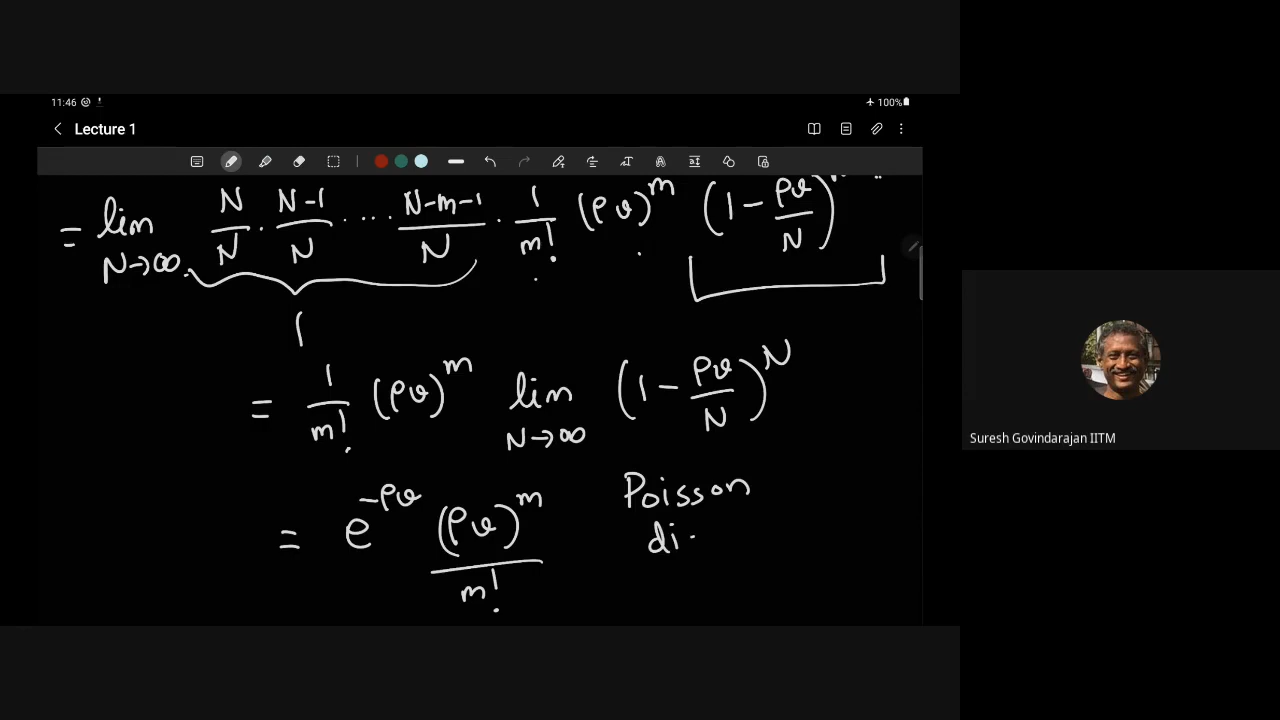 11:46 100%
Lecture 1
= lim N→∞ N/N · N-1/N ···· N-m-1/N · 1/m! (ρv)^m (1 - ρv/N)
1
= 1/m! (ρv)^m lim N→∞ (1 - ρv/N)^N
= e^-ρv (ρv)^m/m! Poisson
di
Suresh Govindarajan IITM